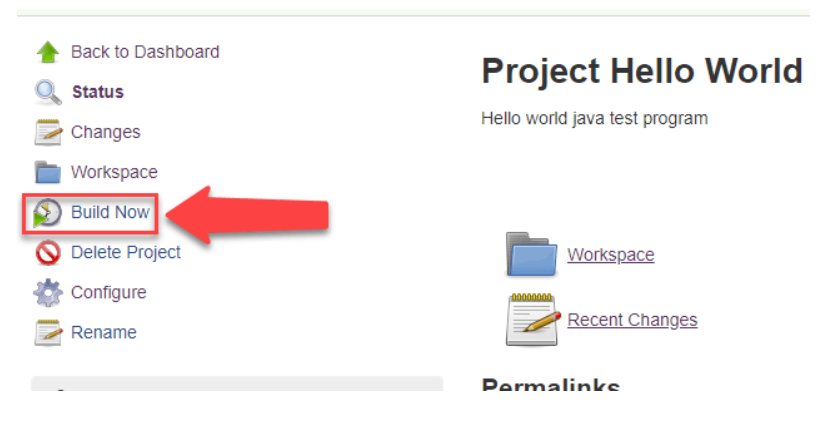 Back to Dashboard
Status
Changes
Workspace
Build Now
Delete Project
Configure
Rename
Project Hello World
Hello world java test program
Workspace
Recent Changes
Permalinks